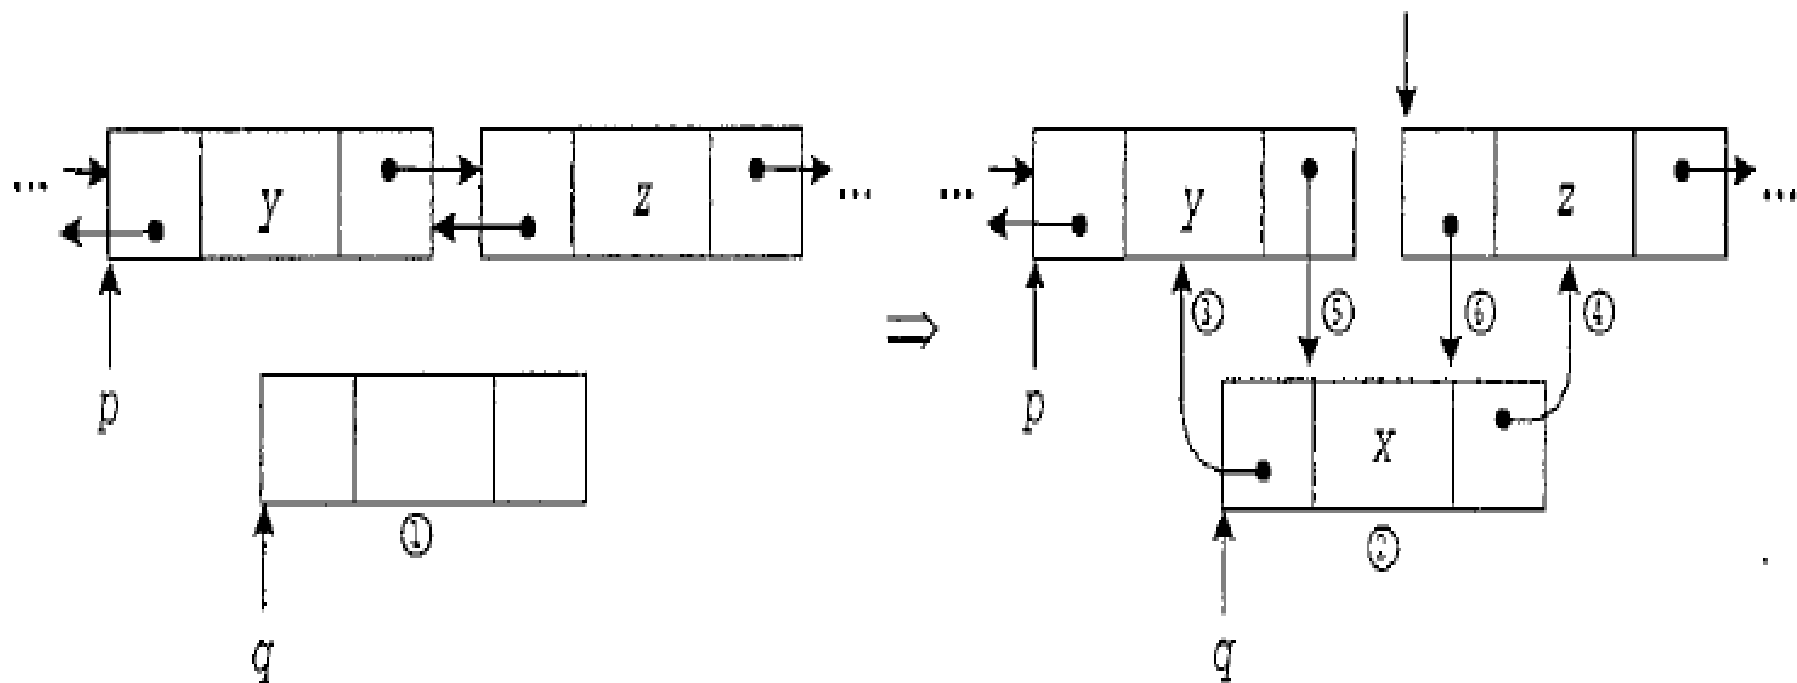 ... y z ...
p
①
q
⇒
... y z ...
③ ⑤ ⑥ ④
p
x
②
q